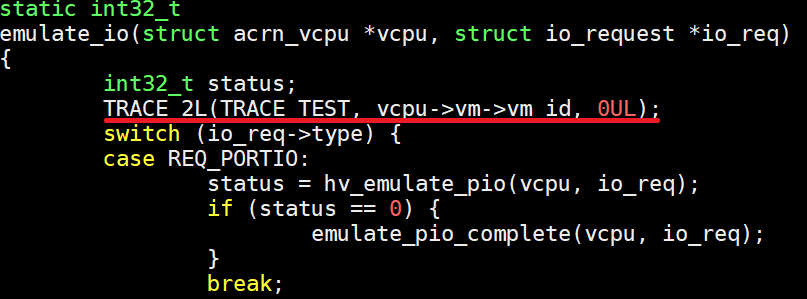 static int32_t
emulate_io(struct acrn_vcpu *vcpu, struct io_request *io_req)
{
        int32_t status;
        TRACE_2L(TRACE_TEST, vcpu->vm->vm_id, 0UL);
        switch (io_req->type) {
        case REQ_PORTIO:
                status = hv_emulate_pio(vcpu, io_req);
                if (status == 0) {
                        emulate_pio_complete(vcpu, io_req);
                }
                break;